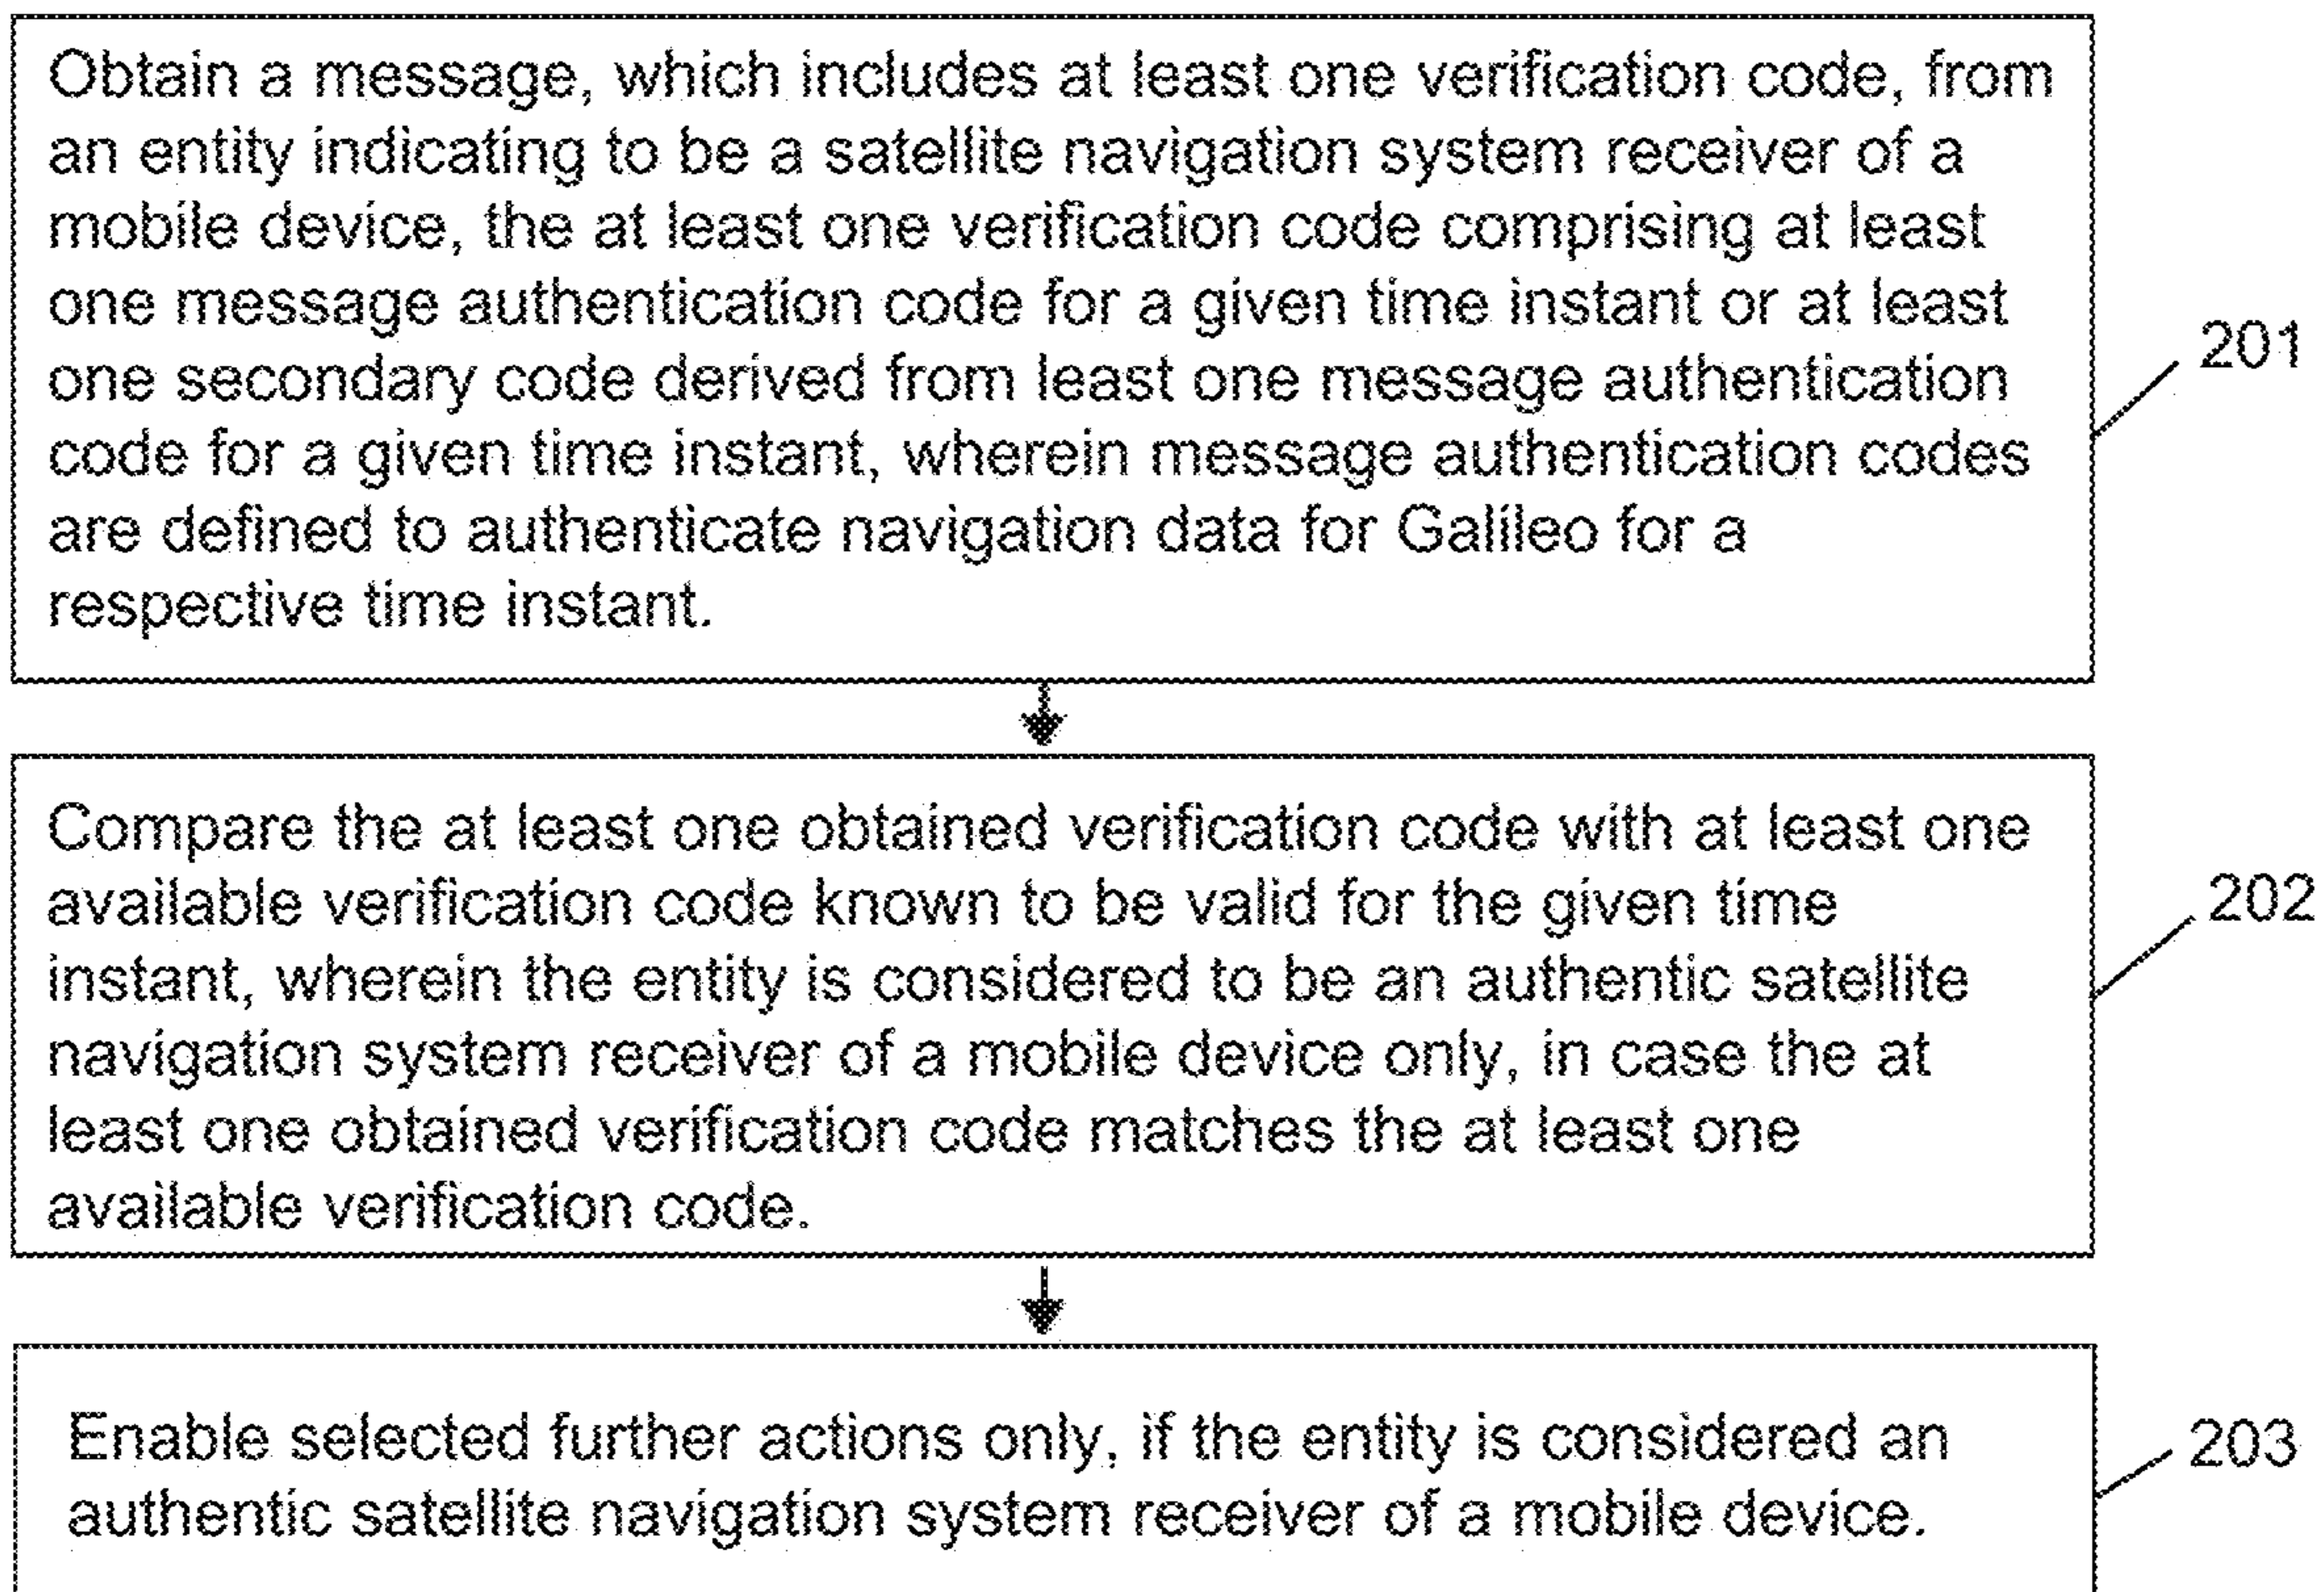 Obtain a message, which includes at least one verification code, from
an entity indicating to be a satellite navigation system receiver of a
mobile device, the at least one verification code comprising at least
one message authentication code for a given time instant or at least
one secondary code derived from least one message authentication
code for a given time instant, wherein message authentication codes
are defined to authenticate navigation data for Galileo for a
respective time instant.
201
Compare the at least one obtained verification code with at least one
available verification code known to be valid for the given time
instant, wherein the entity is considered to be an authentic satellite
navigation system receiver of a mobile device only, in case the at
least one obtained verification code matches the at least one
available verification code.
202
Enable selected further actions only, if the entity is considered an
authentic satellite navigation system receiver of a mobile device.
203